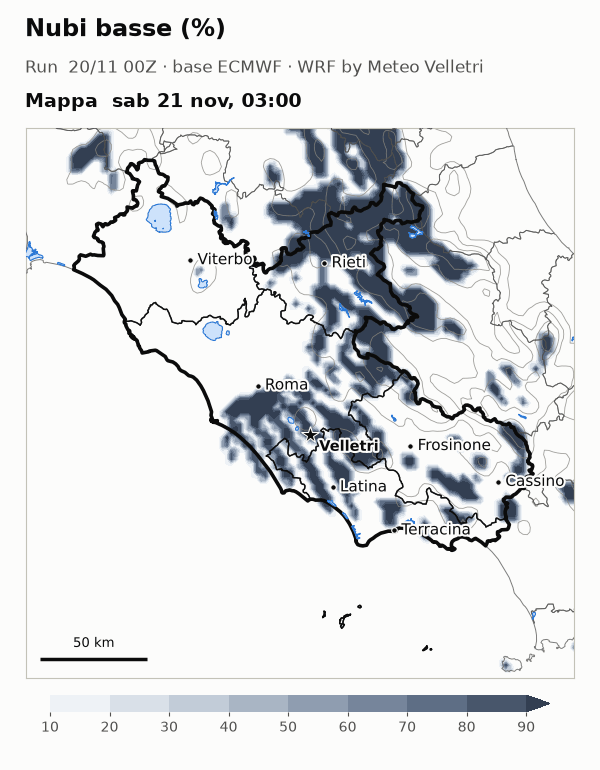 Nubi basse (%)
Run  20/11 00Z · base ECMWF · WRF by Meteo Velletri
Mappa  sab 21 nov, 03:00
Viterbo
Rieti
Roma
Velletri
Frosinone
Latina
Cassino
Terracina
50 km
10 20 30 40 50 60 70 80 90